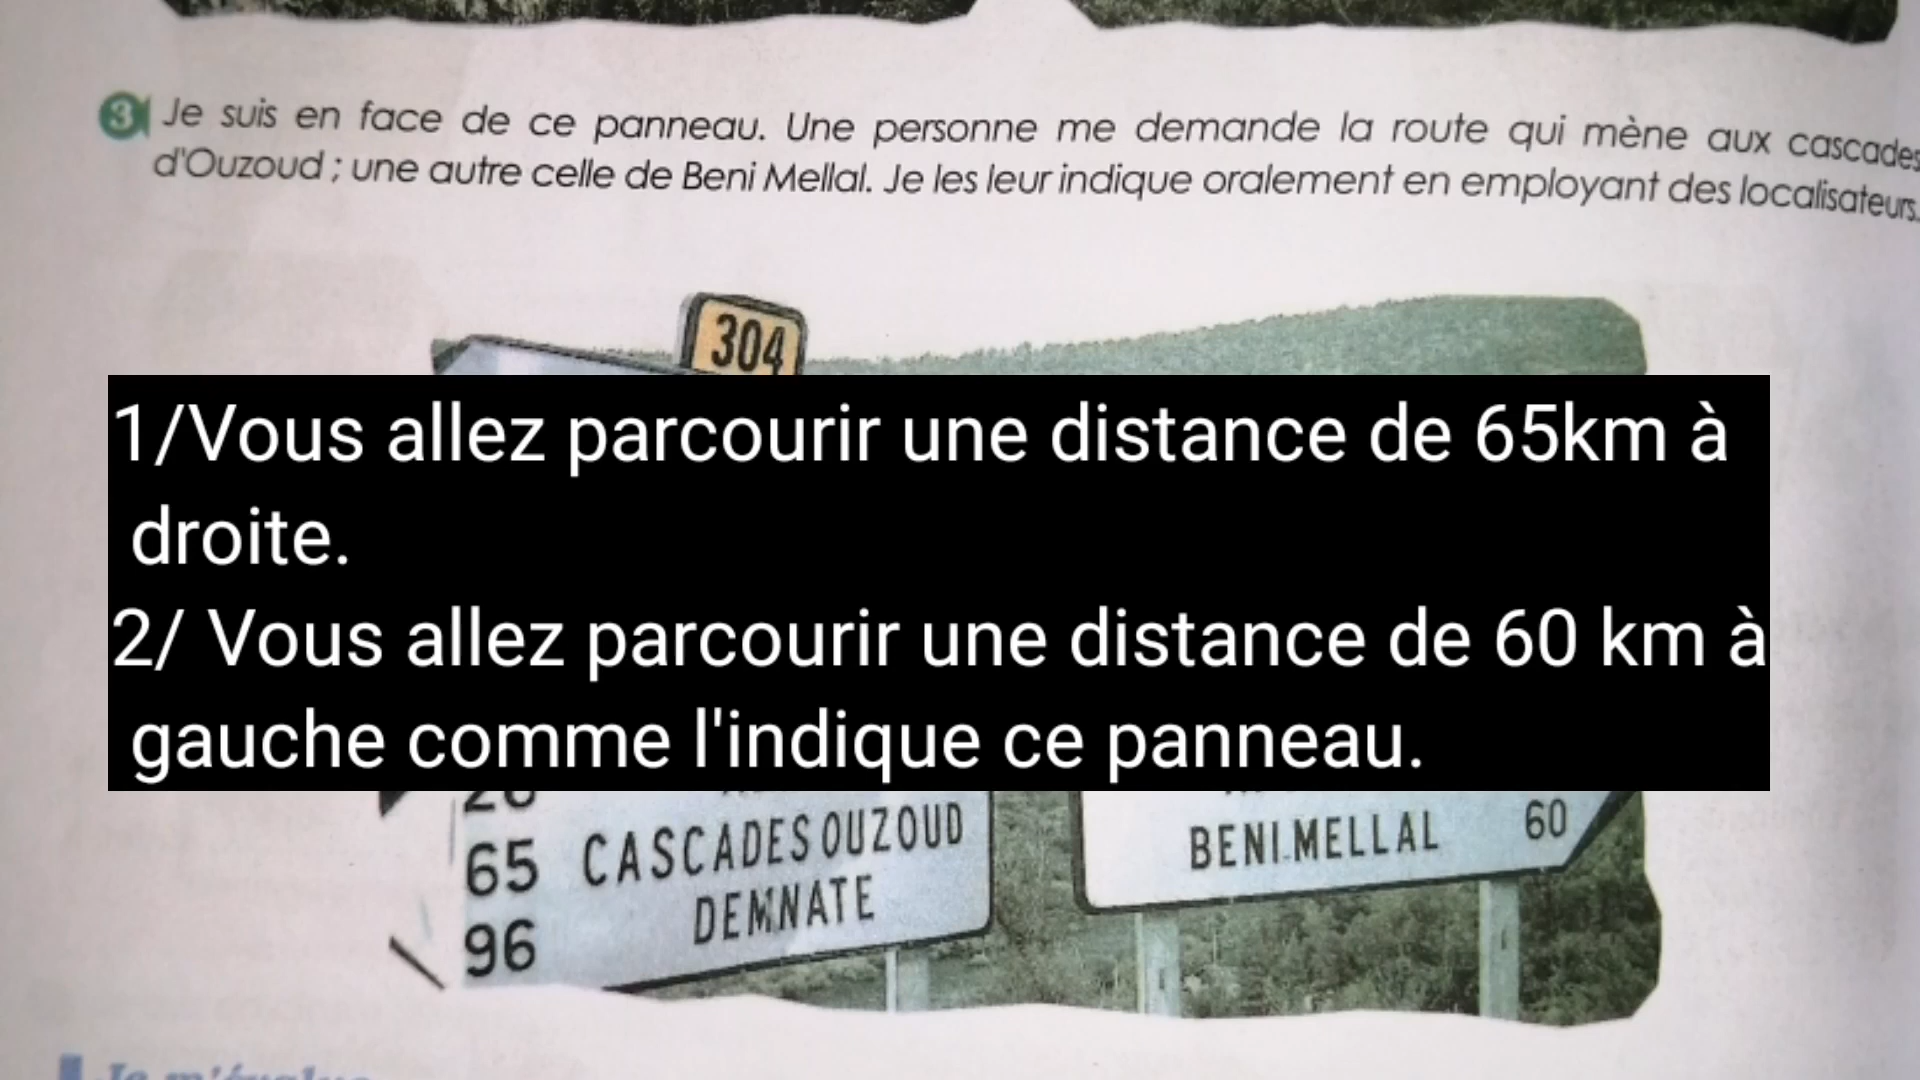 3 Je suis en face de ce panneau. Une personne me demande la route qui mène aux cascades
d'Ouzoud ; une autre celle de Beni Mellal. Je les leur indique oralement en employant des localisateurs.
304
1/Vous allez parcourir une distance de 65km à
droite.
2/ Vous allez parcourir une distance de 60 km à
gauche comme l'indique ce panneau.
65 CASCADES OUZOUD
DEMNATE
96
BENI-MELLAL 60
Je m'évalue